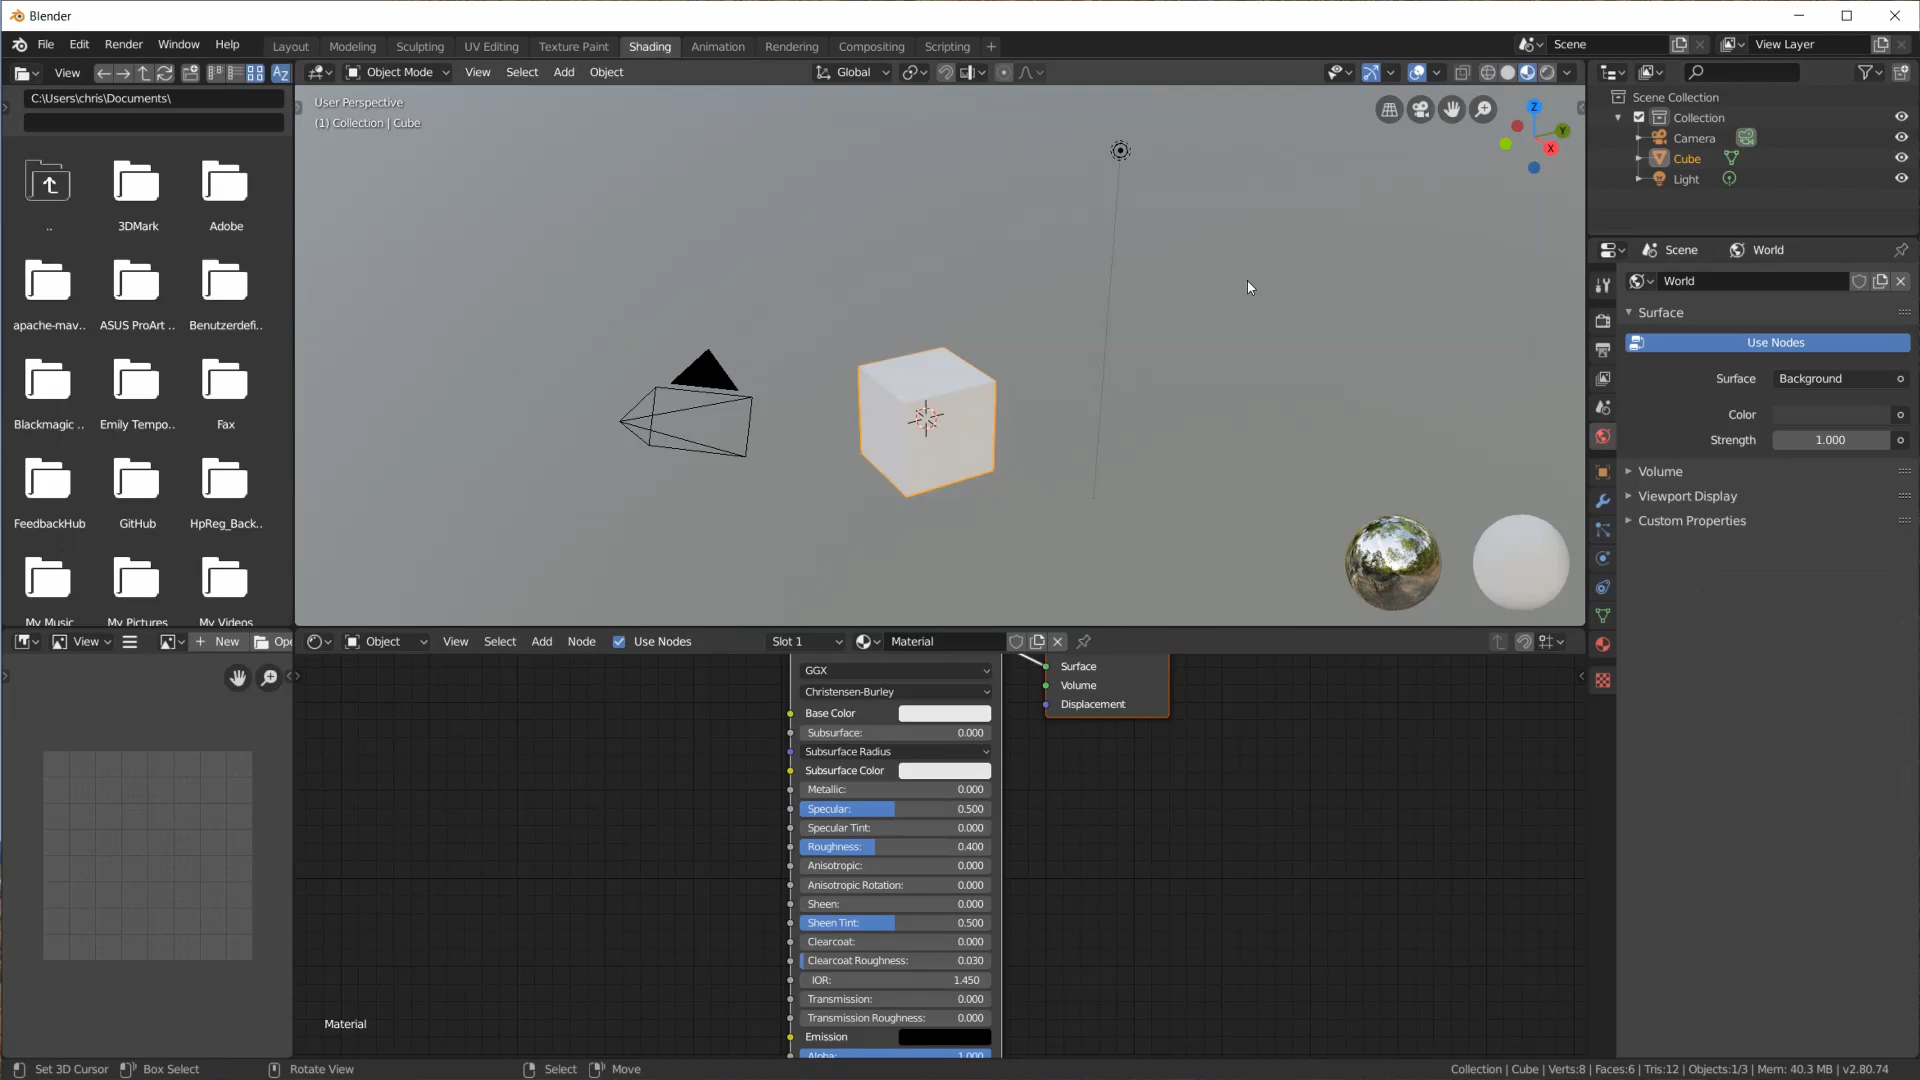 Blender
File Edit Render Window Help Layout Modeling Sculpting UV Editing Texture Paint Shading Animation Rendering Compositing Scripting + Scene View Layer
View Object Mode View Select Add Object Global
C:\Users\chris\Documents\
User Perspective
(1) Collection | Cube
Z
Y
X
Scene Collection
Collection
Camera
Cube
Light
.. 3DMark Adobe
apache-mav.. ASUS ProArt .. Benutzerdefi..
Blackmagic .. Emily Tempo.. Fax
FeedbackHub GitHub HpReg_Back..
My Music My Pictures My Videos
Scene World
World
Surface
Use Nodes
Surface Background
Color
Strength 1.000
Volume
Viewport Display
Custom Properties
View New Ope
Object View Select Add Node Use Nodes Slot 1 Material
GGX
Christensen-Burley
Base Color
Subsurface: 0.000
Subsurface Radius
Subsurface Color
Metallic: 0.000
Specular: 0.500
Specular Tint: 0.000
Roughness: 0.400
Anisotropic: 0.000
Anisotropic Rotation: 0.000
Sheen: 0.000
Sheen Tint: 0.500
Clearcoat: 0.000
Clearcoat Roughness: 0.030
IOR: 1.450
Transmission: 0.000
Transmission Roughness: 0.000
Emission
Alpha: 1.000
Surface
Volume
Displacement
Material
Set 3D Cursor Box Select Rotate View Select Move Collection | Cube | Verts:8 | Faces:6 | Tris:12 | Objects:1/3 | Mem: 40.3 MB | v2.80.74